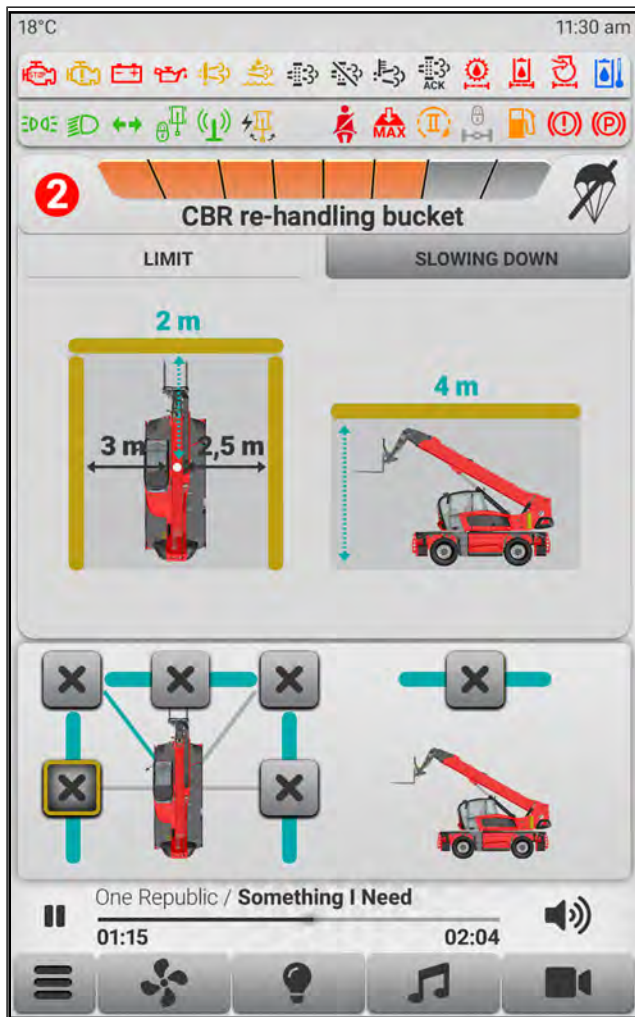 18°C
11:30 am
STOP
ACK
MAX
II
P
2
CBR re-handling bucket
LIMIT
SLOWING DOWN
2 m
4 m
3 m
2,5 m
One Republic / Something I Need
01:15
02:04